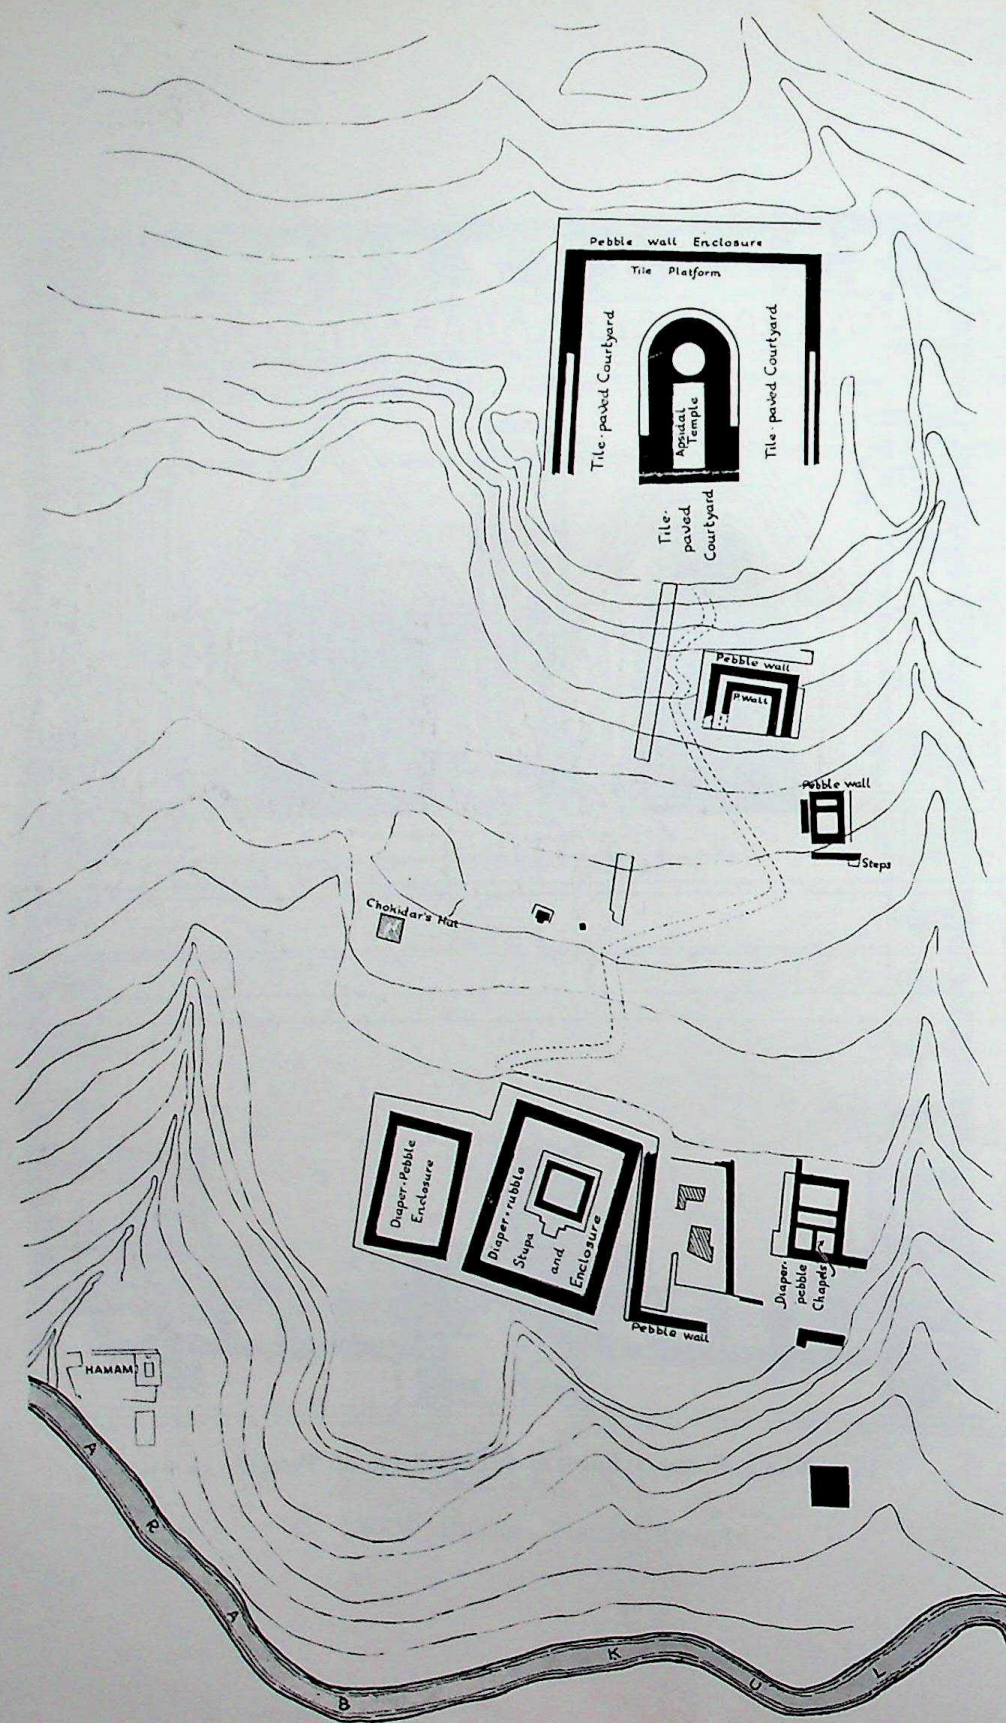 Pebble wall Enclosure
Tile Platform
Tile-paved Courtyard
Apsidal
Temple
Tile-paved Courtyard
Tile-
paved
Courtyard
Pebble wall
P.Wall
Pebble wall
Steps
Chokidar's Hut
Diaper-Pebble
Enclosure
Diaper-rubble
Stupa
and
Enclosure
Diaper-
pebble
Chapels
Pebble wall
HAMAM
ARA B KUL